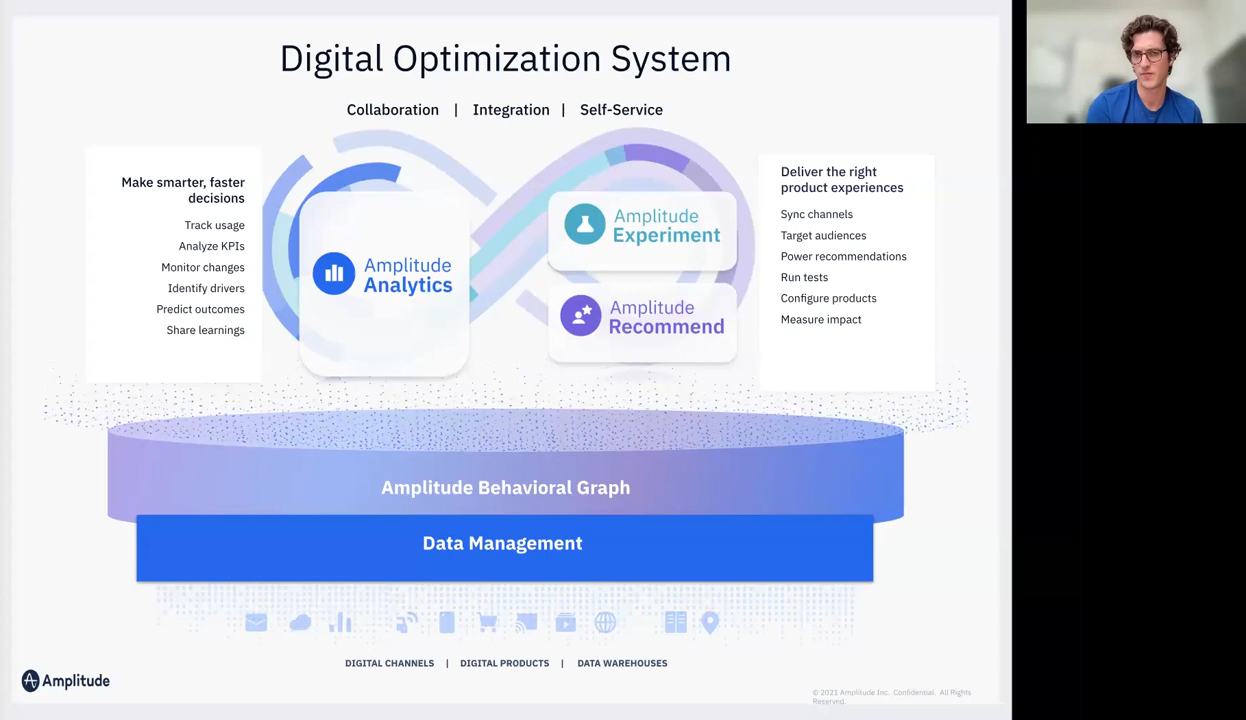 Digital Optimization System
Collaboration | Integration | Self-Service
Make smarter, faster
decisions
Track usage
Analyze KPIs
Monitor changes
Identify drivers
Predict outcomes
Share learnings
Amplitude
Analytics
Amplitude
Experiment
Amplitude
Recommend
Deliver the right
product experiences
Sync channels
Target audiences
Power recommendations
Run tests
Configure products
Measure impact
Amplitude Behavioral Graph
Data Management
DIGITAL CHANNELS | DIGITAL PRODUCTS | DATA WAREHOUSES
Amplitude
© 2021 Amplitude Inc. Confidential. All Rights
Reserved.